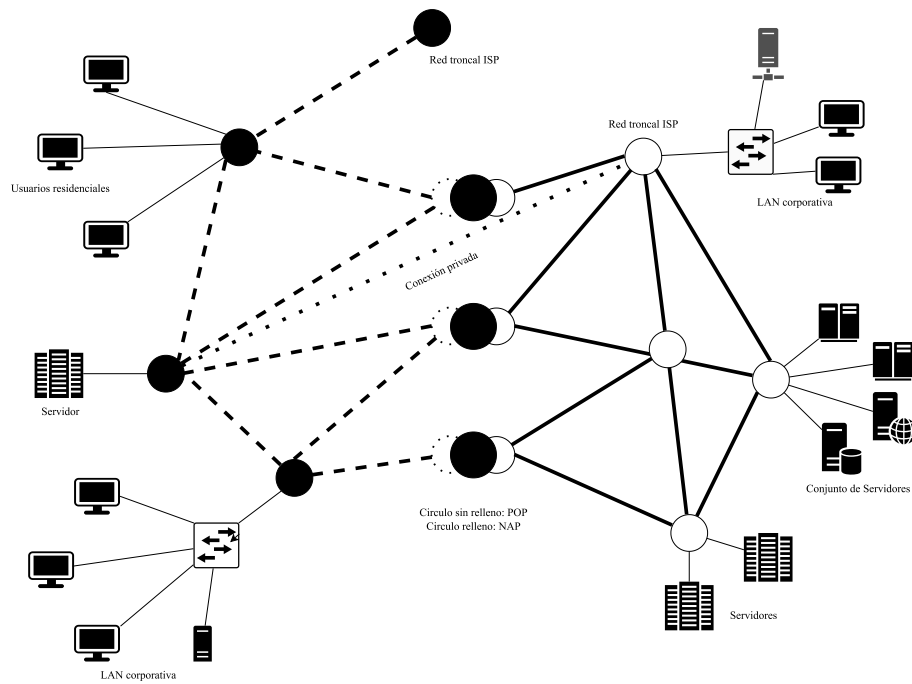 Red troncal ISP
Red troncal ISP
Usuarios residenciales
LAN corporativa
Conexión privada
Servidor
Conjunto de Servidores
Circulo sin relleno: POP
Circulo relleno: NAP
Servidores
LAN corporativa